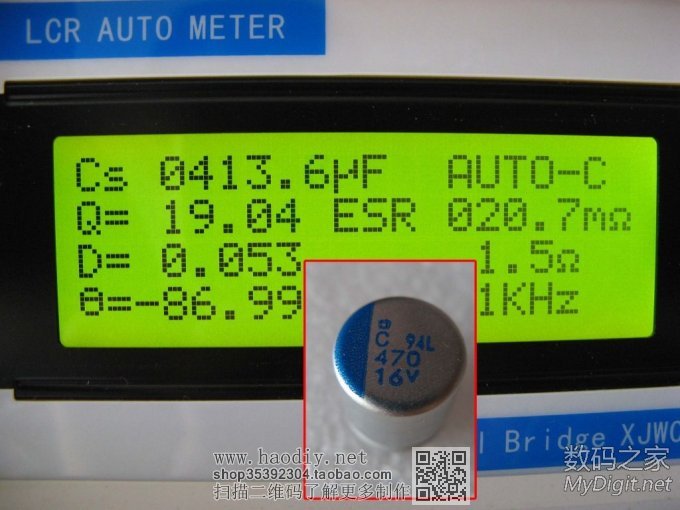 LCR AUTO METER
Cs 0413.6µF AUTO-C
Q= 19.04 ESR 020.7mΩ
D= 0.053 1.5Ω
θ=-86.99 1KHz
C 94L
470
16V
l Bridge XJW
www.haodiy.net
shop35392304.taobao.com
扫描二维码了解更多制作
数码之家
MyDigit.net